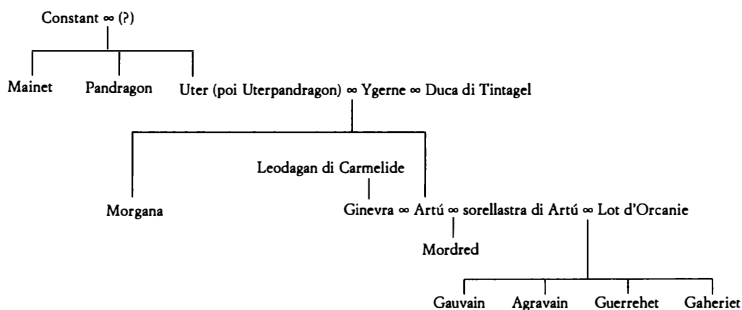 Constant ∞ (?)
Mainet Pandragon Uter (poi Uterpandragon) ∞ Ygerne ∞ Duca di Tintagel
Leodagan di Carmelide
Morgana Ginevra ∞ Artú ∞ sorellastra di Artú ∞ Lot d'Orcanie
Mordred
Gauvain Agravain Guerrehet Gaheriet